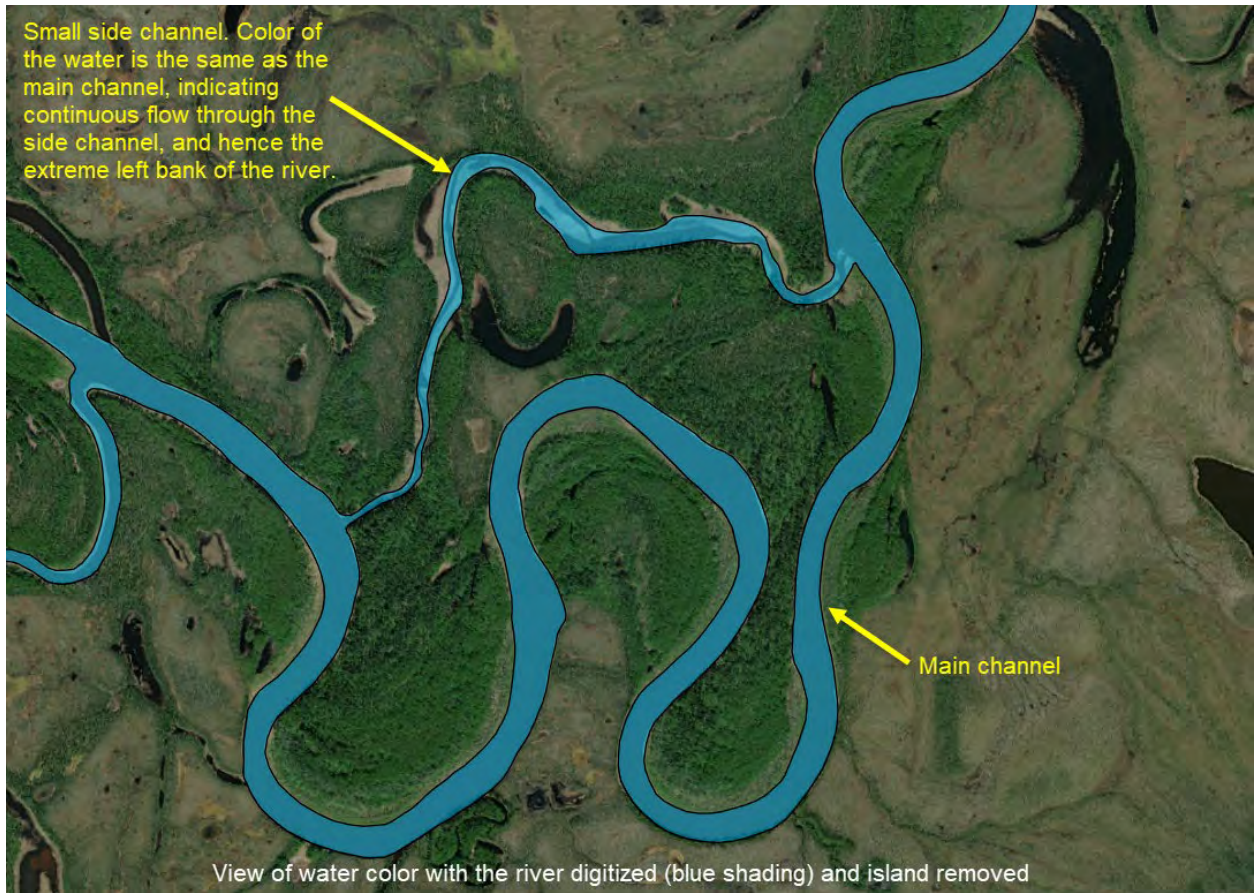 Small side channel. Color of
the water is the same as the
main channel, indicating
continuous flow through the
side channel, and hence the
extreme left bank of the river.
Main channel
View of water color with the river digitized (blue shading) and island removed